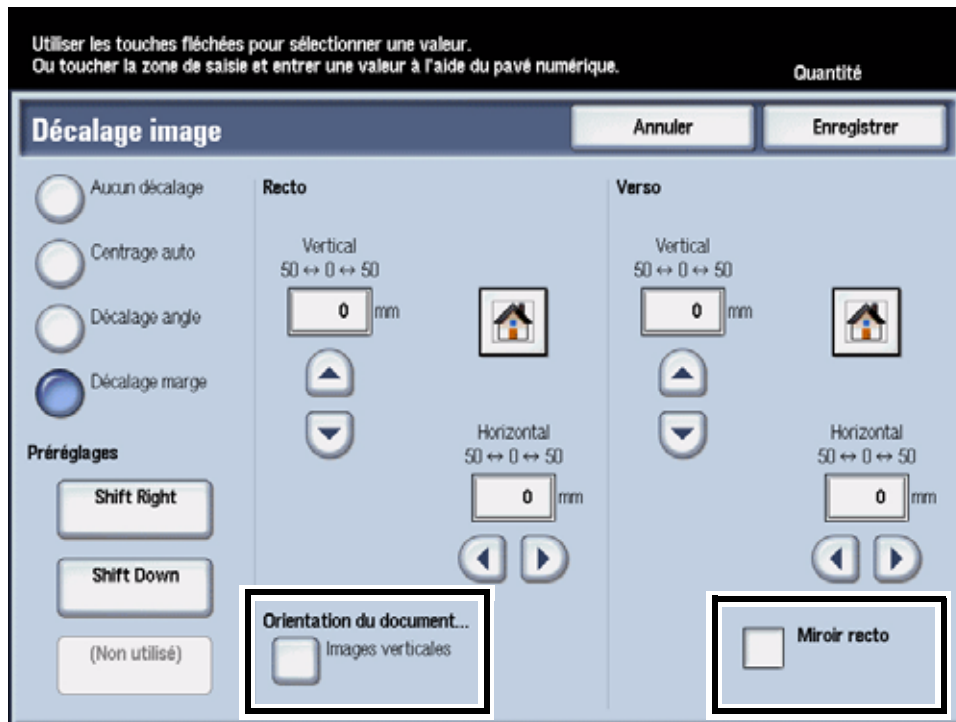 Utiliser les touches fléchées pour sélectionner une valeur.
Ou toucher la zone de saisie et entrer une valeur à l'aide du pavé numérique.
Quantité
Décalage image
Annuler
Enregistrer
Aucun décalage
Centrage auto
Décalage angle
Décalage marge
Préréglages
Shift Right
Shift Down
(Non utilisé)
Recto
Vertical
50 ↔ 0 ↔ 50
0 mm
Horizontal
50 ↔ 0 ↔ 50
0 mm
Orientation du document...
Images verticales
Verso
Vertical
50 ↔ 0 ↔ 50
0 mm
Horizontal
50 ↔ 0 ↔ 50
0 mm
Miroir recto